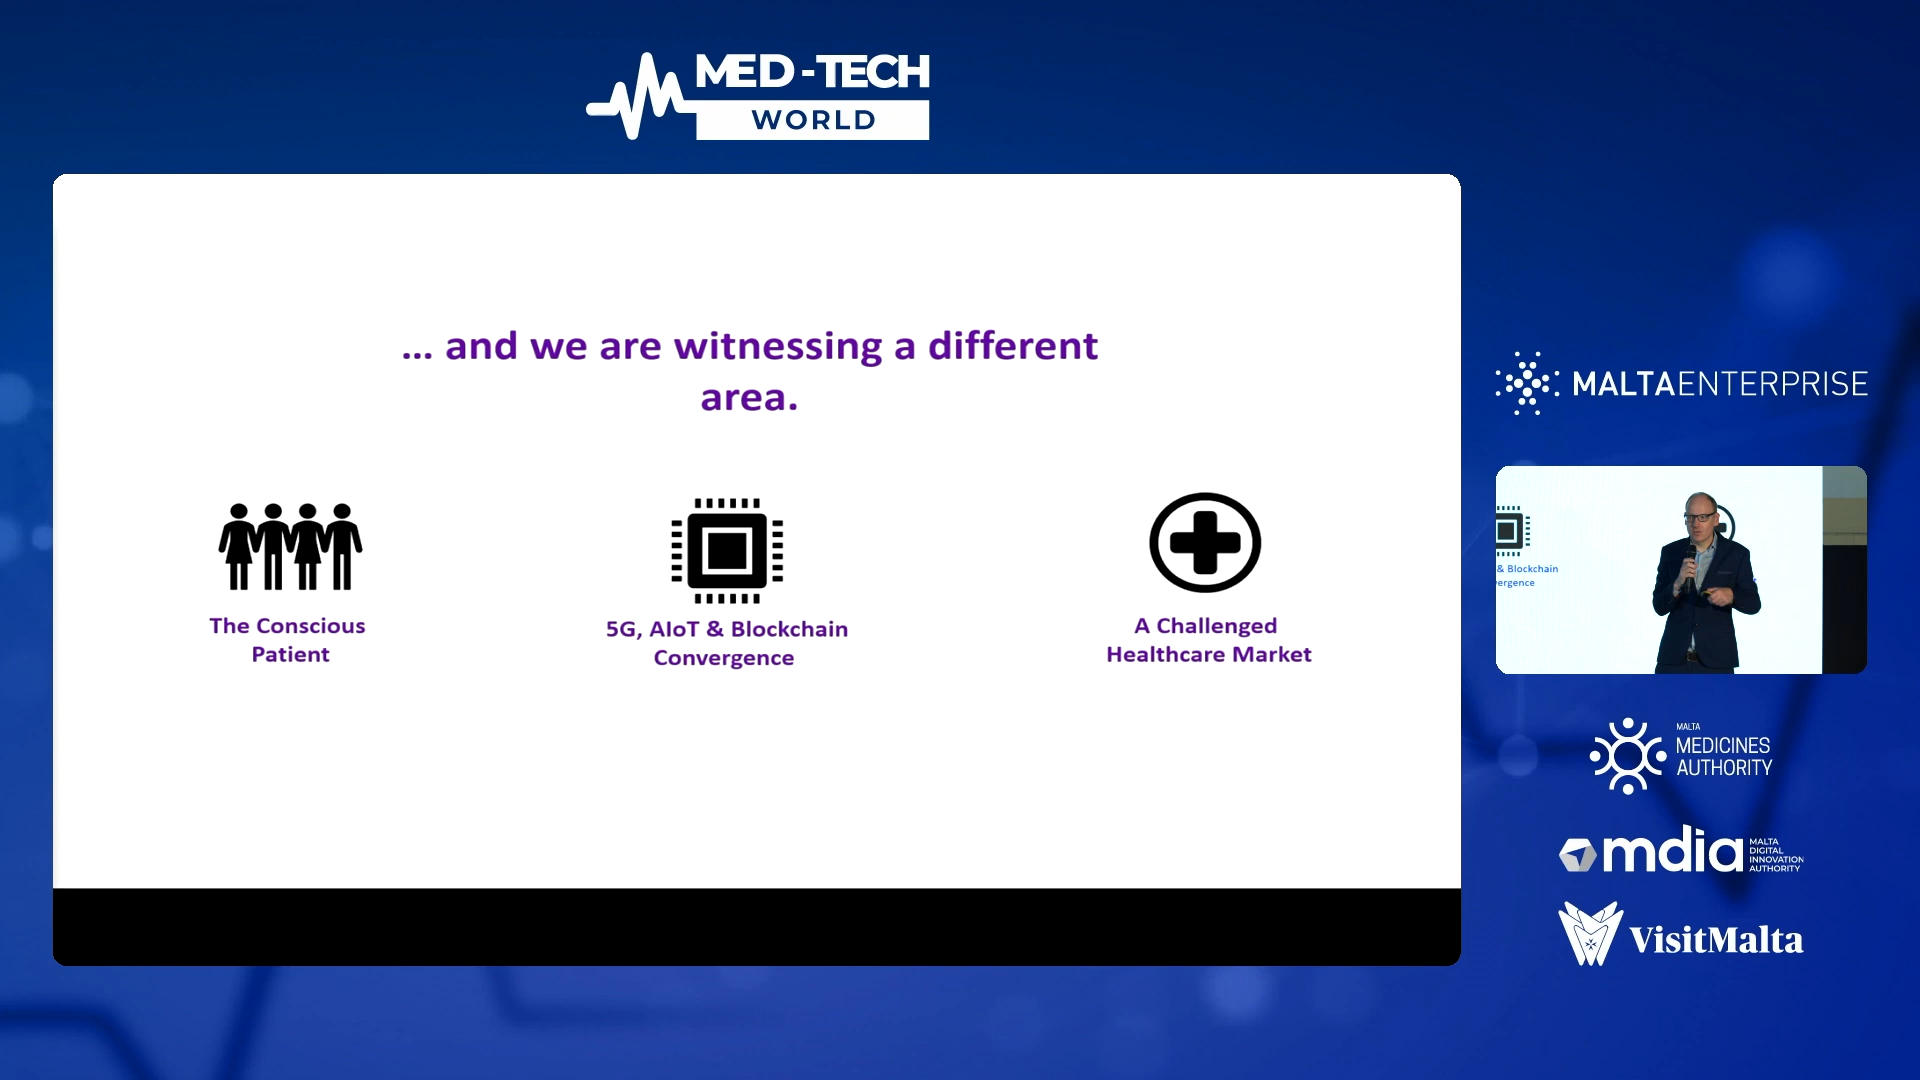 MED-TECH
WORLD
... and we are witnessing a different
area.
The Conscious
Patient
5G, AIoT & Blockchain
Convergence
A Challenged
Healthcare Market
MALTAENTERPRISE
& Blockchain
ergence
MALTA
MEDICINES
AUTHORITY
mdia
MALTA
DIGITAL
INNOVATION
AUTHORITY
VisitMalta